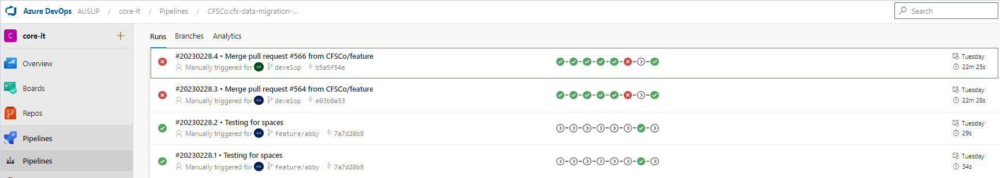 Azure DevOps AUSUP / core-it / Pipelines / CFSCo.cfs-data-migration-...
Search
C core-it
Overview
Boards
Repos
Pipelines
Pipelines
Runs Branches Analytics
#20230228.4 • Merge pull request #566 from CFSCo/feature
Manually triggered for AB develop b5a5f54e
Tuesday
22m 25s
#20230228.3 • Merge pull request #564 from CFSCo/feature
Manually triggered for AA develop e03b0a53
Tuesday
22m 28s
#20230228.2 • Testing for spaces
Manually triggered for AA feature/abby 7a7d20b8
Tuesday
29s
#20230228.1 • Testing for spaces
Manually triggered for AA feature/abby 7a7d20b8
Tuesday
34s